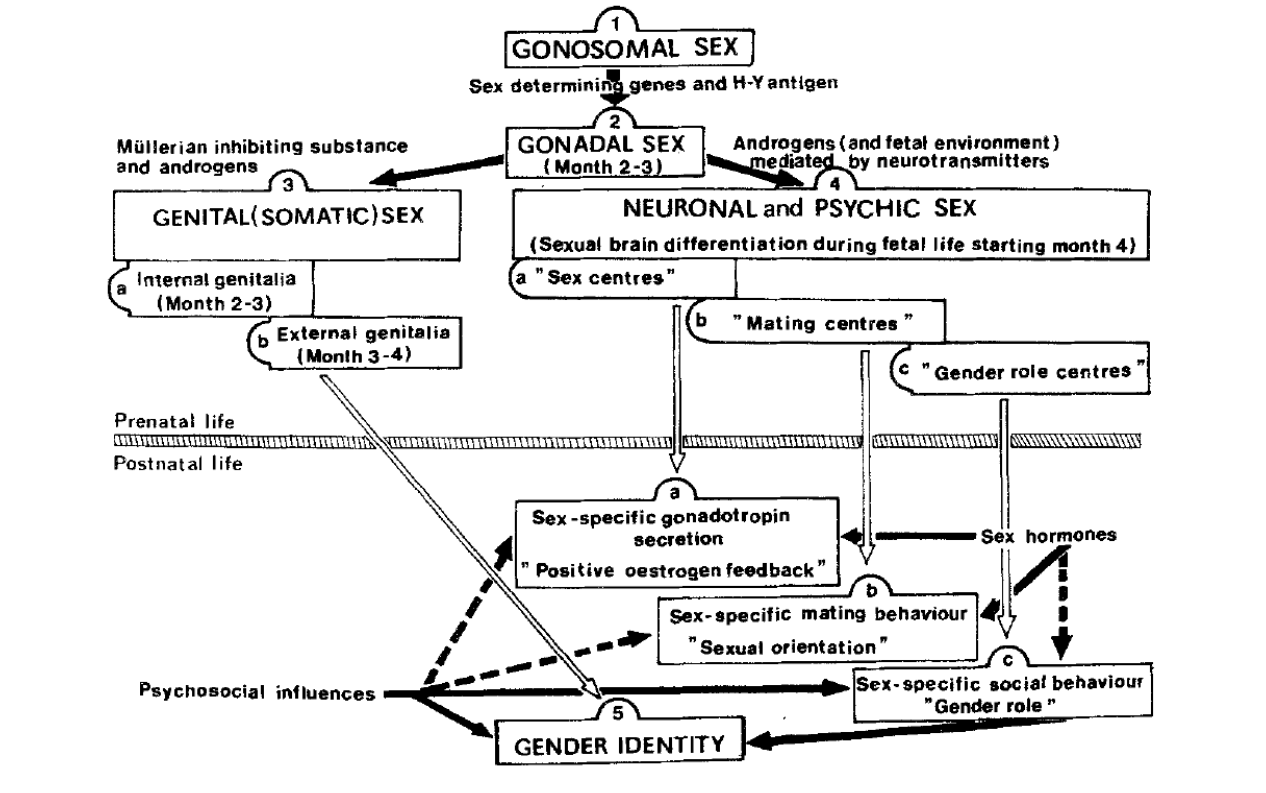 1
GONOSOMAL SEX
Sex determining genes and H-Y antigen
2
GONADAL SEX
(Month 2-3)
Müllerian inhibiting substance
and androgens
Androgens (and fetal environment)
mediated by neurotransmitters
3
GENITAL (SOMATIC) SEX
4
NEURONAL and PSYCHIC SEX
(Sexual brain differentiation during fetal life starting month 4)
a Internal genitalia
(Month 2-3)
b External genitalia
(Month 3-4)
a "Sex centres"
b "Mating centres"
c "Gender role centres"
Prenatal life
Postnatal life
a
Sex-specific gonadotropin
secretion
"Positive oestrogen feedback"
Sex hormones
b
Sex-specific mating behaviour
"Sexual orientation"
c
Sex-specific social behaviour
"Gender role"
Psychosocial influences
5
GENDER IDENTITY